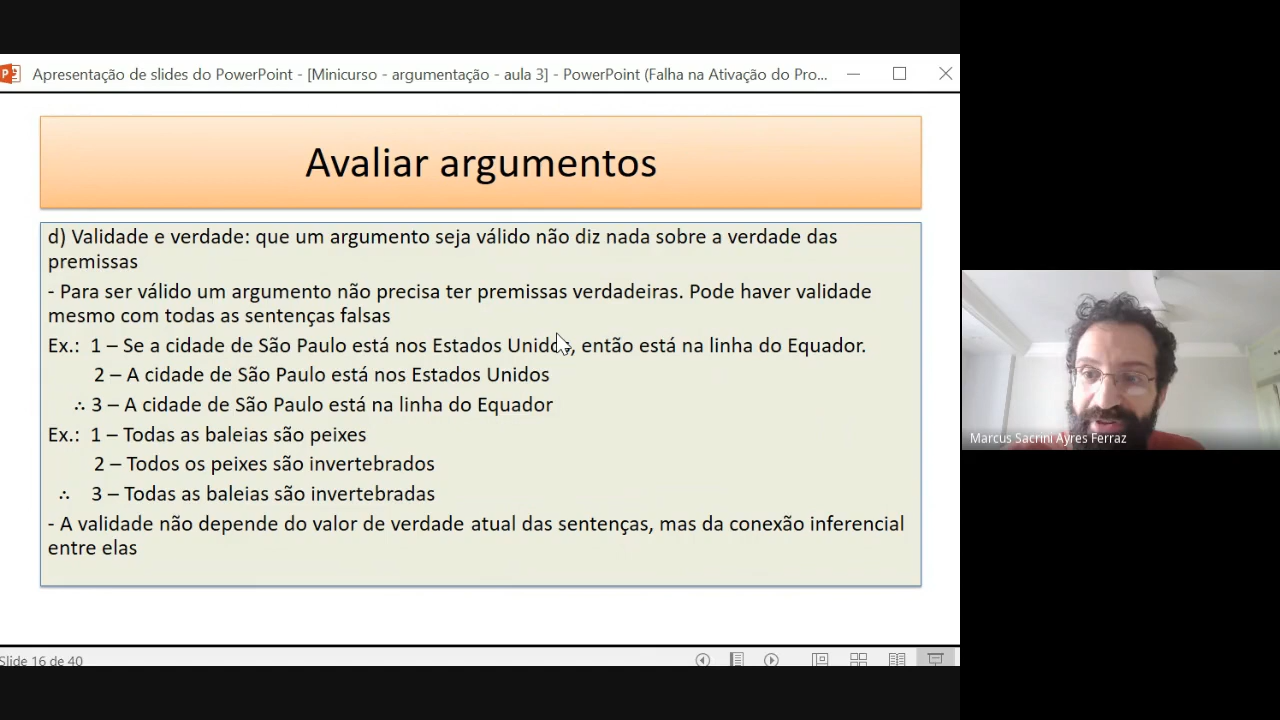 Apresentação de slides do PowerPoint - [Minicurso - argumentação - aula 3] - PowerPoint (Falha na Ativação do Pro...
Avaliar argumentos
d) Validade e verdade: que um argumento seja válido não diz nada sobre a verdade das
premissas
- Para ser válido um argumento não precisa ter premissas verdadeiras. Pode haver validade
mesmo com todas as sentenças falsas
Ex.: 1 – Se a cidade de São Paulo está nos Estados Unidos, então está na linha do Equador.
2 – A cidade de São Paulo está nos Estados Unidos
∴ 3 – A cidade de São Paulo está na linha do Equador
Ex.: 1 – Todas as baleias são peixes
2 – Todos os peixes são invertebrados
∴ 3 – Todas as baleias são invertebradas
- A validade não depende do valor de verdade atual das sentenças, mas da conexão inferencial
entre elas
Slide 16 de 40
Marcus Sacrini Ayres Ferraz